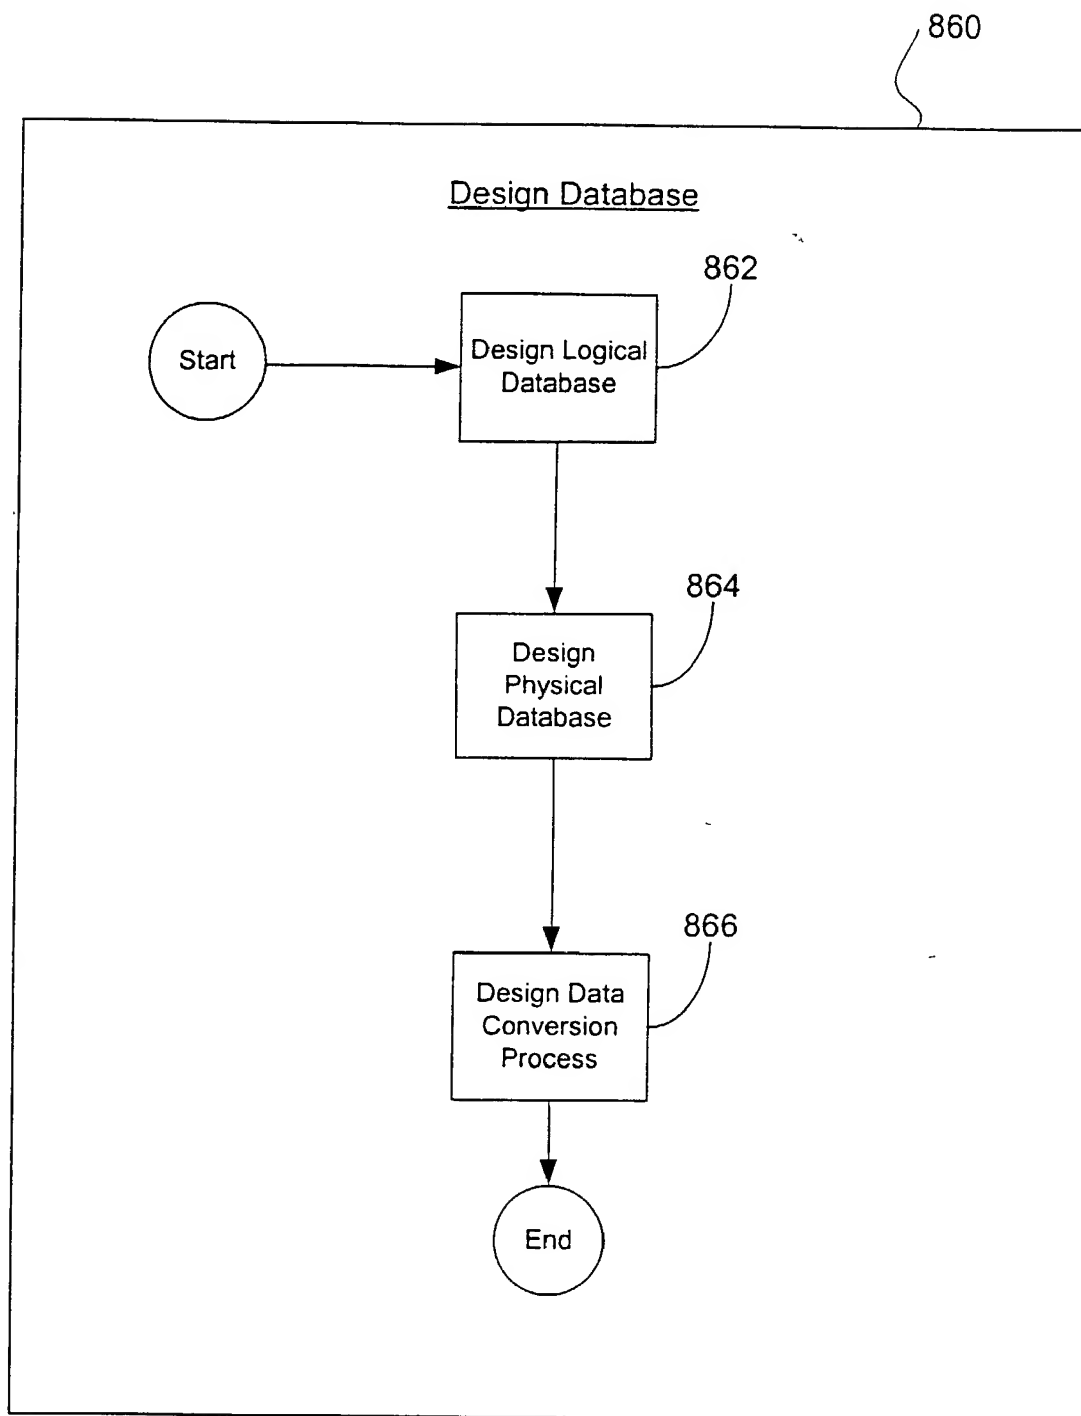 860
Design Database
862
Start
Design Logical
Database
864
Design
Physical
Database
866
Design Data
Conversion
Process
End